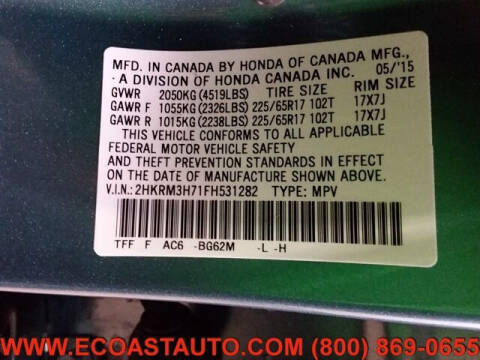 MFD. IN CANADA BY HONDA OF CANADA MFG.,
· A DIVISION OF HONDA CANADA INC. 05/'15
GVWR 2050KG (4519LBS) TIRE SIZE RIM SIZE
GAWR F 1055KG (2326LBS) 225/65R17 102T 17X7J
GAWR R 1015KG (2238LBS) 225/65R17 102T 17X7J
THIS VEHICLE CONFORMS TO ALL APPLICABLE
FEDERAL MOTOR VEHICLE SAFETY
AND THEFT PREVENTION STANDARDS IN EFFECT ON THE
DATE OF MANUFACTURE SHOWN ABOVE.
V.I.N.: 2HKRM3H71FH531282 TYPE: MPV
TFF F AC6 -BG62M -L -H
WWW.ECOASTAUTO.COM (800) 869-0655